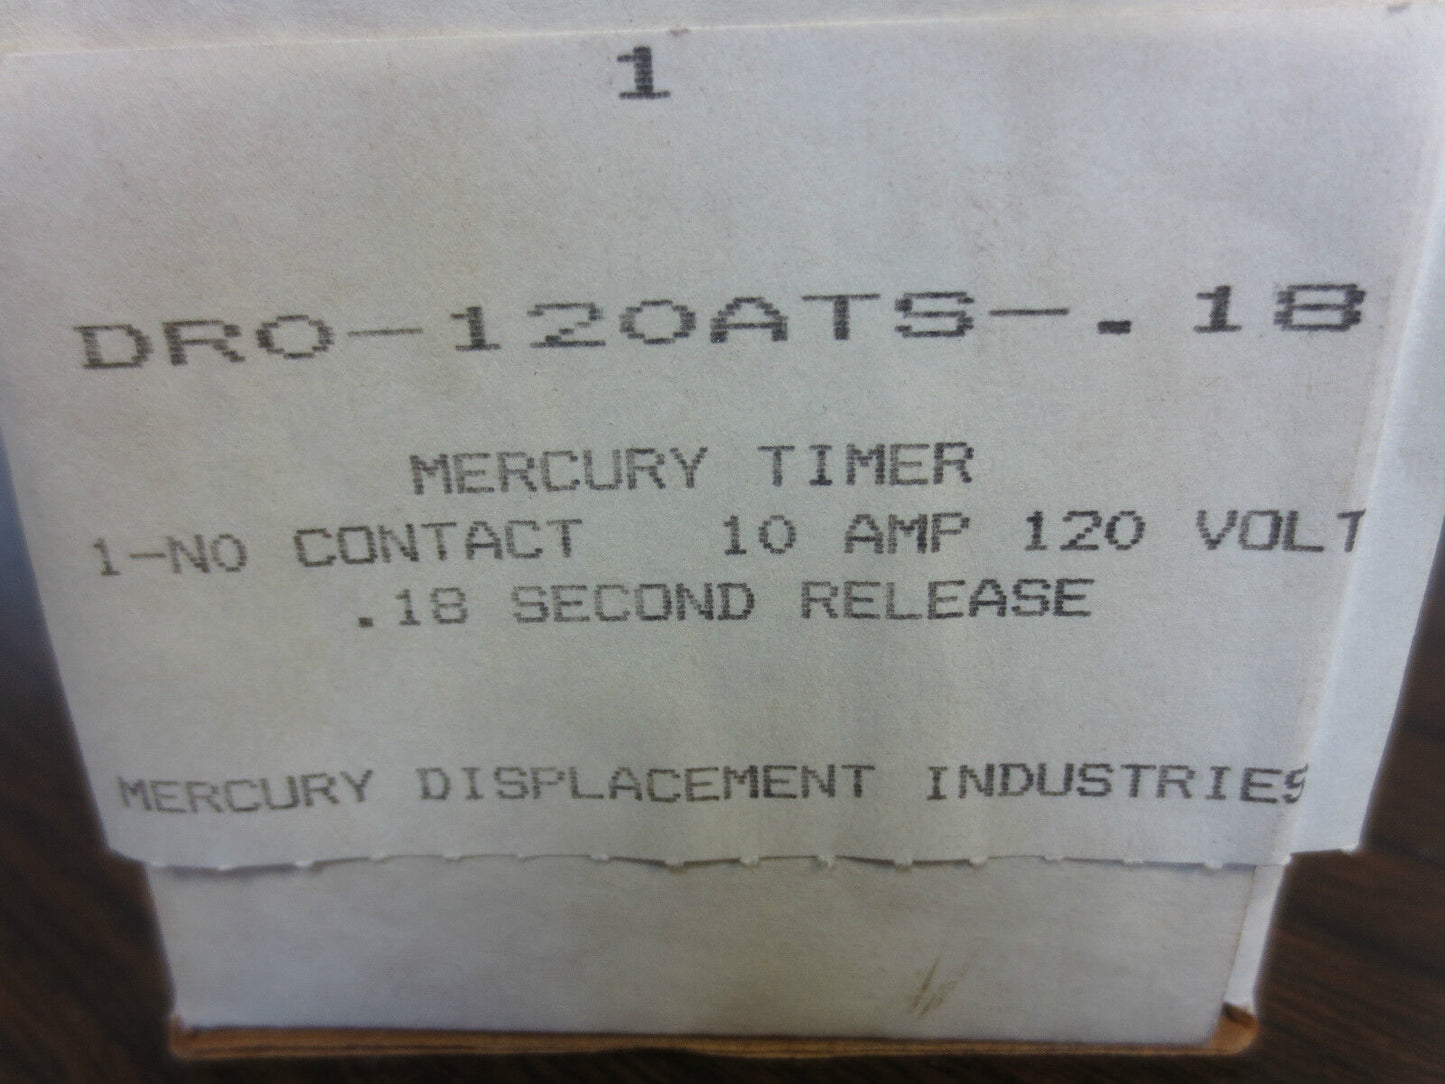 1
DRO-120ATS-.18
MERCURY TIMER
1-NO CONTACT 10 AMP 120 VOLT
.18 SECOND RELEASE
MERCURY DISPLACEMENT INDUSTRIES